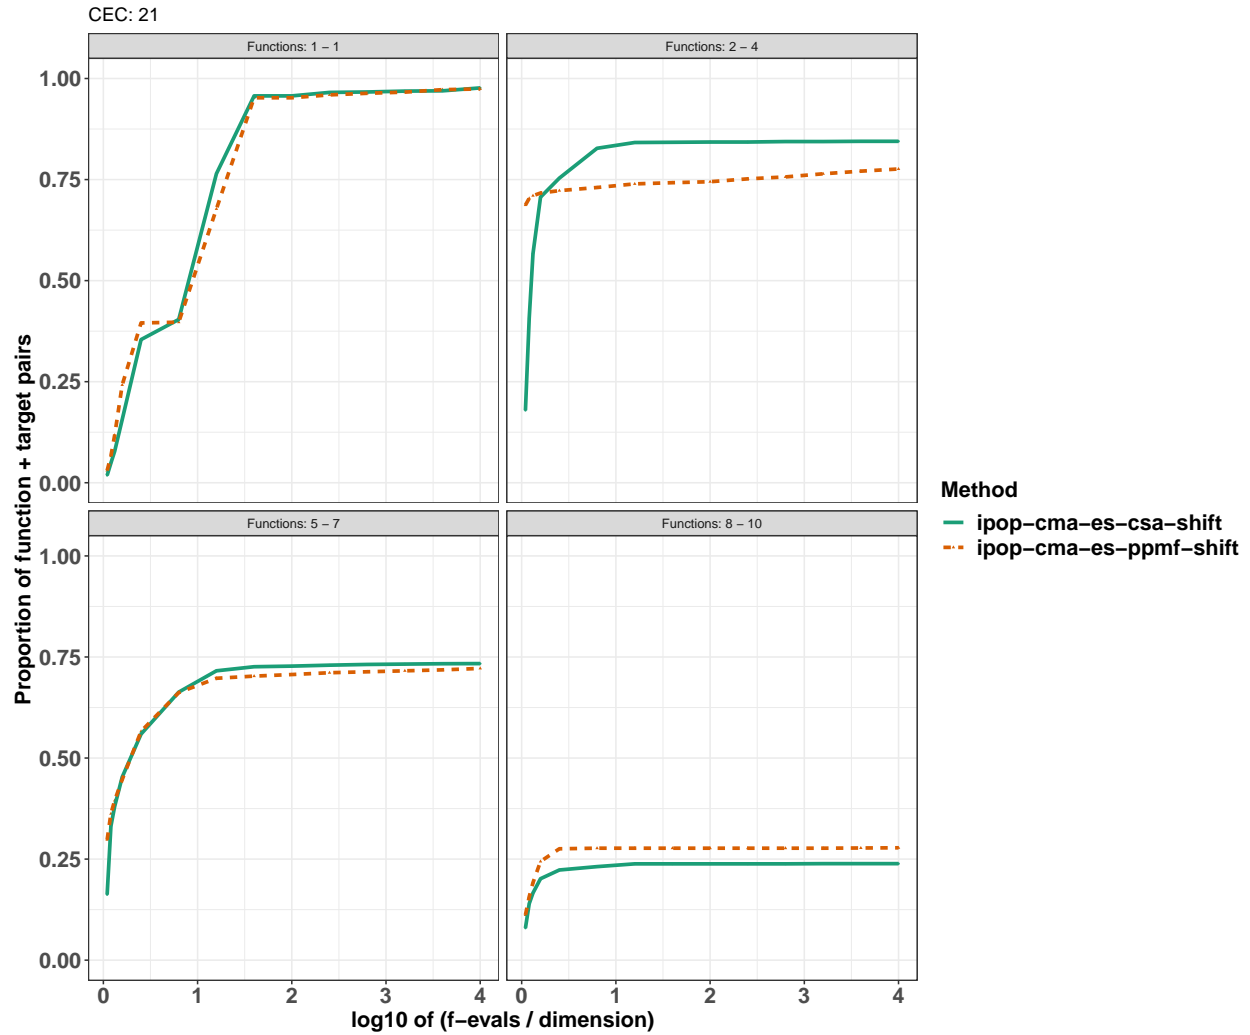 CEC: 21
Functions: 1 − 1
Functions: 2 − 4
1.00
0.75
0.50
0.25
0.00
Functions: 5 − 7
Functions: 8 − 10
1.00
0.75
0.50
0.25
0.00
0 1 2 3 4
0 1 2 3 4
log10 of (f−evals / dimension)
Proportion of function + target pairs
Method
ipop−cma−es−csa−shift
ipop−cma−es−ppmf−shift